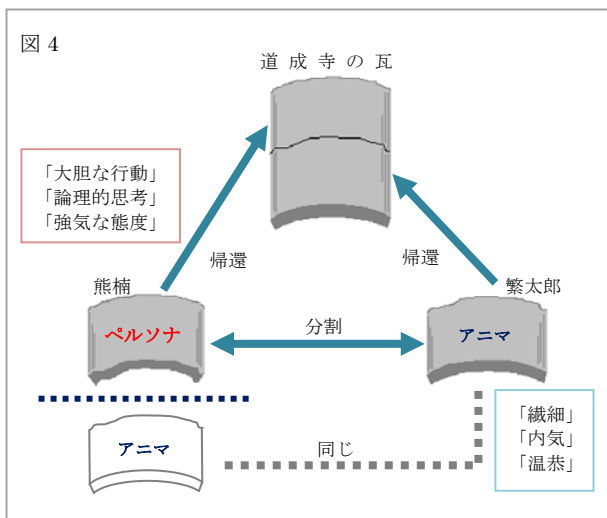 図 4
道 成 寺 の 瓦
「大胆な行動」
「論理的思考」
「強気な態度」
帰還
帰還
熊楠
繁太郎
ペルソナ
分割
アニマ
アニマ
同じ
「繊細」
「内気」
「温恭」